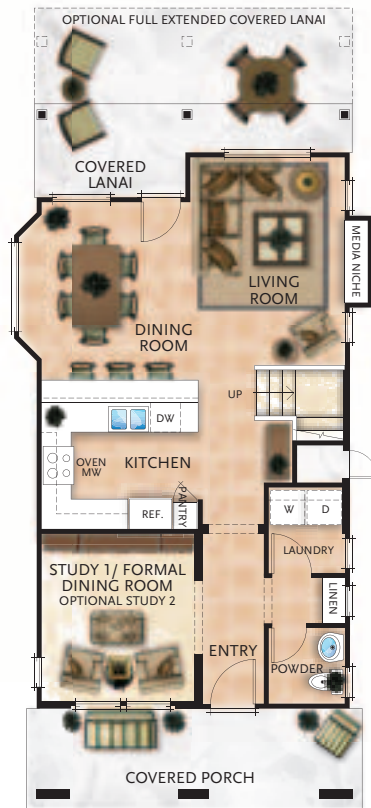 OPTIONAL FULL EXTENDED COVERED LANAI
COVERED
LANAI
MEDIA NICHE
LIVING
ROOM
DINING
ROOM
UP
DW
OVEN
MW
KITCHEN
REF.
PANTRY
W
D
LAUNDRY
STUDY 1/ FORMAL
DINING ROOM
OPTIONAL STUDY 2
LINEN
ENTRY
POWDER
COVERED PORCH